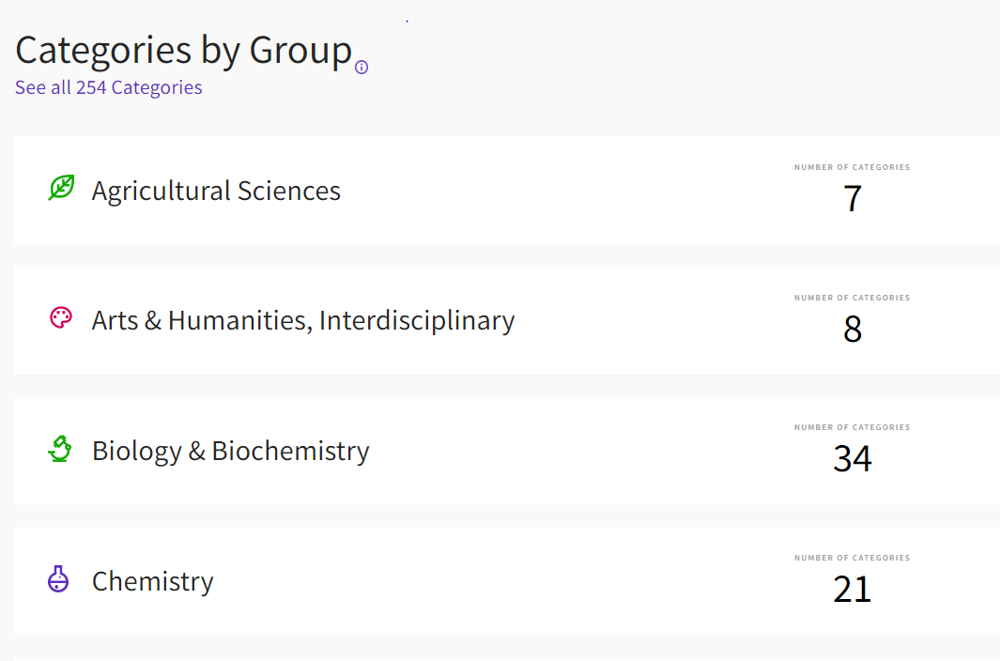 Categories by Group
See all 254 Categories
Agricultural Sciences
NUMBER OF CATEGORIES
7
Arts & Humanities, Interdisciplinary
NUMBER OF CATEGORIES
8
Biology & Biochemistry
NUMBER OF CATEGORIES
34
Chemistry
NUMBER OF CATEGORIES
21